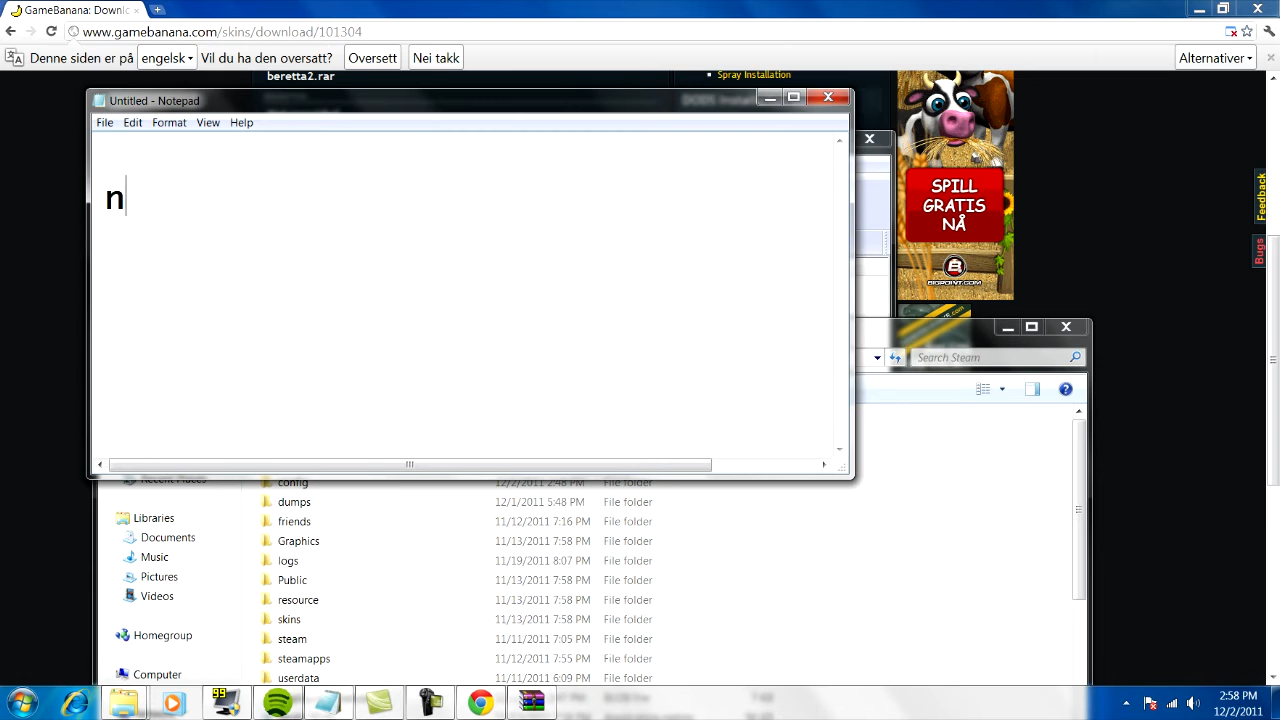 GameBanana: Downlo
www.gamebanana.com/skins/download/101304
Denne siden er på engelsk Vil du ha den oversatt? Oversett Nei takk Alternativer
beretta2.rar
Spray Installation
Untitled - Notepad
File Edit Format View Help
n
SPILL
GRATIS
NÅ
BIGPOINT.COM
Feedback
Bugs
Search Steam
Recent Places
config 12/2/2011 2:48 PM File folder
dumps 12/1/2011 5:48 PM File folder
friends 11/12/2011 7:16 PM File folder
Graphics 11/13/2011 7:58 PM File folder
logs 11/19/2011 8:07 PM File folder
Public 11/13/2011 7:58 PM File folder
resource 11/13/2011 7:58 PM File folder
skins 11/13/2011 7:58 PM File folder
steam 11/11/2011 7:05 PM File folder
steamapps 11/12/2011 7:55 PM File folder
userdata 11/11/2011 6:09 PM File folder
Libraries
Documents
Music
Pictures
Videos
Homegroup
Computer
99
2:58 PM
12/2/2011